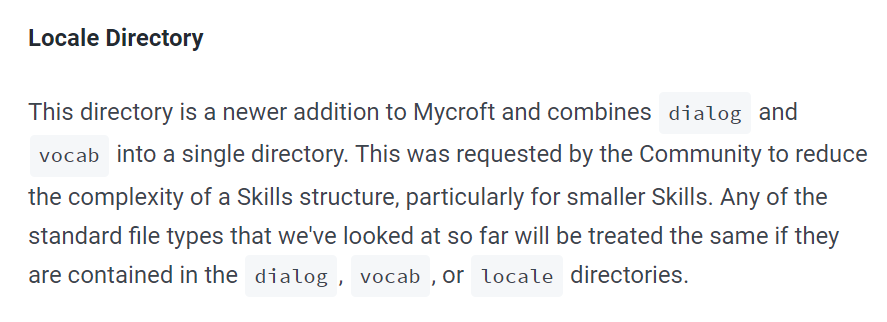 Locale Directory
This directory is a newer addition to Mycroft and combines dialog and
vocab into a single directory. This was requested by the Community to reduce
the complexity of a Skills structure, particularly for smaller Skills. Any of the
standard file types that we've looked at so far will be treated the same if they
are contained in the dialog, vocab, or locale directories.